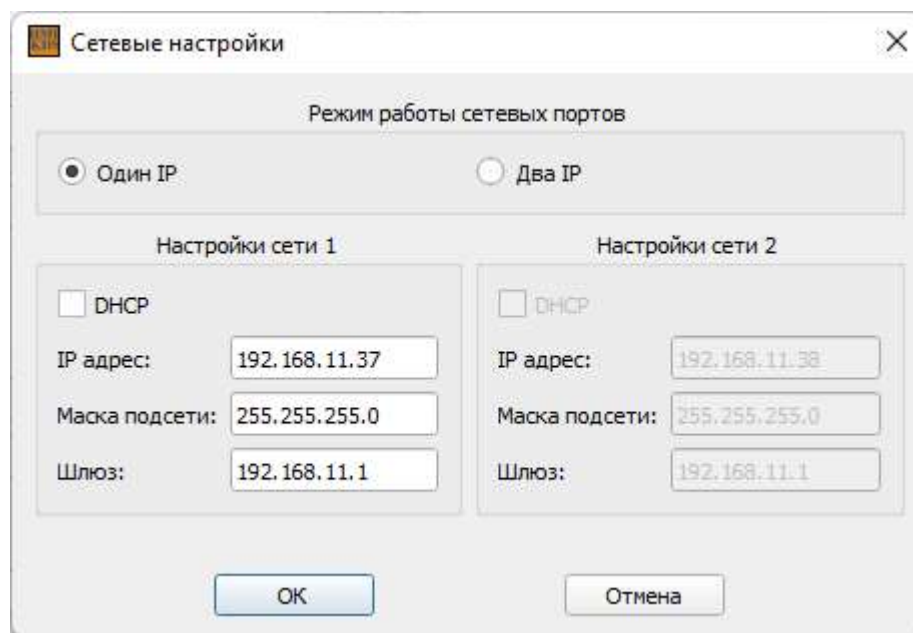 Сетевые настройки
Режим работы сетевых портов
Один IP
Два IP
Настройки сети 1
DHCP
IP адрес: 192.168.11.37
Маска подсети: 255.255.255.0
Шлюз: 192.168.11.1
Настройки сети 2
DHCP
IP адрес: 192.168.11.38
Маска подсети: 255.255.255.0
Шлюз: 192.168.11.1
OK
Отмена